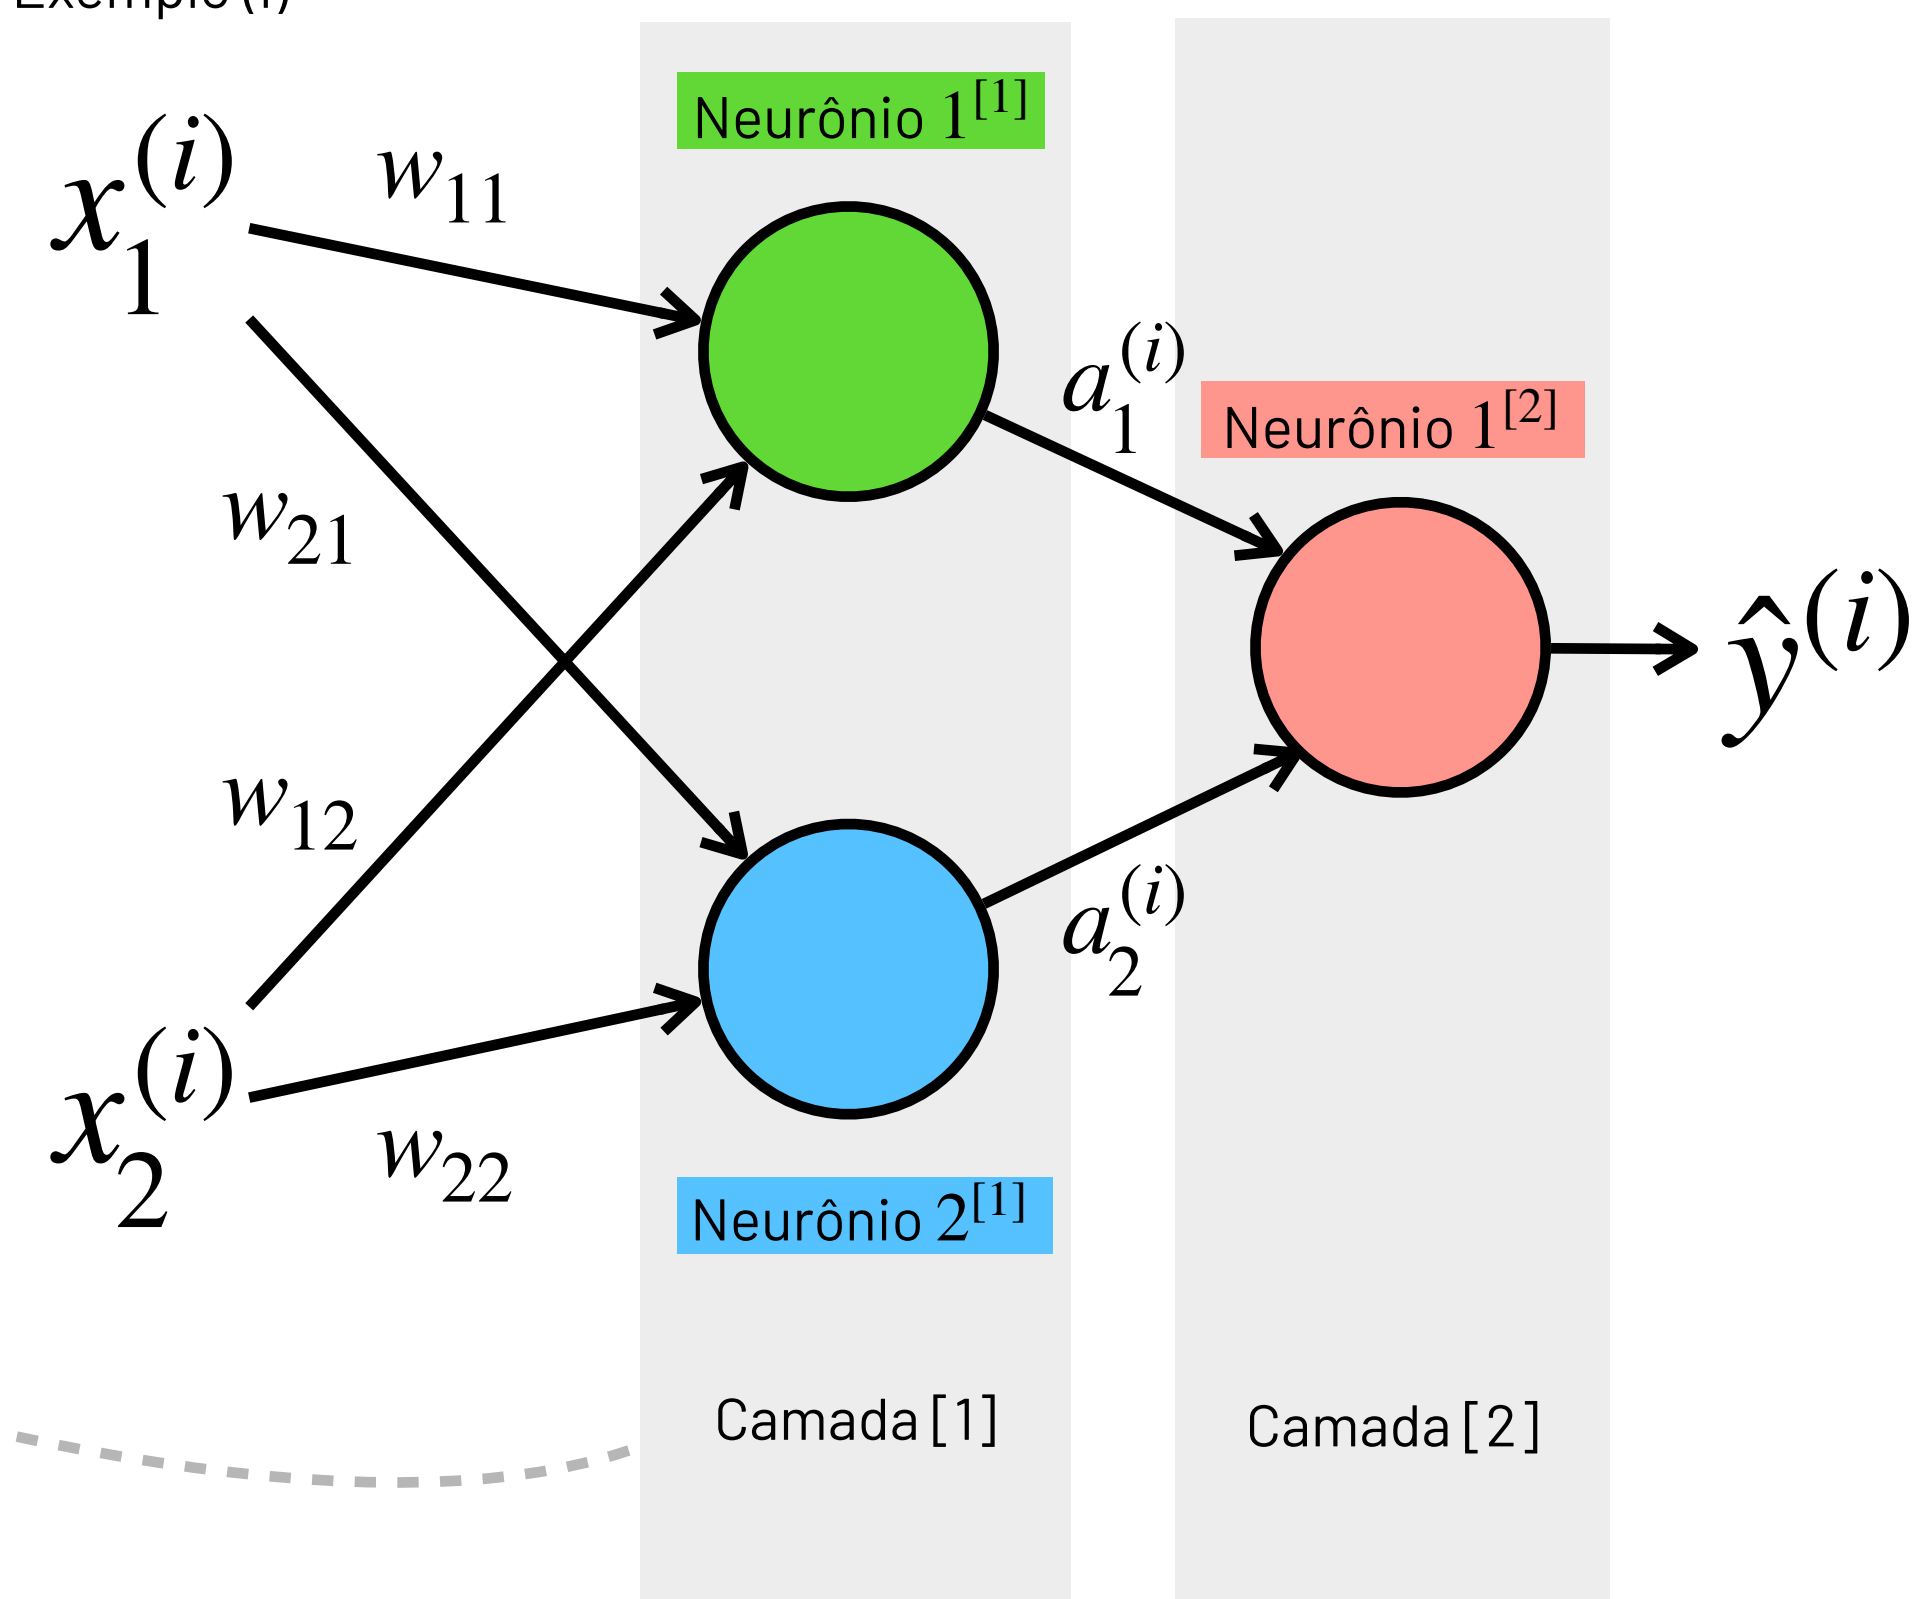 Exemplo (i)
Neurônio 1^[1]
x_1^(i)
w_11
a_1^(i)
Neurônio 1^[2]
w_21
ŷ^(i)
w_12
a_2^(i)
x_2^(i)
w_22
Neurônio 2^[1]
Camada [1]
Camada [2]